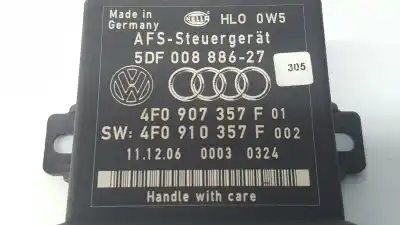 Made in
Germany
HELLA
HLO 0W5
AFS-Steuergerät
5DF 008 886-27
305
4F0 907 357 F 01
SW: 4F0 910 357 F 002
11.12.06 0003 0324
Handle with care